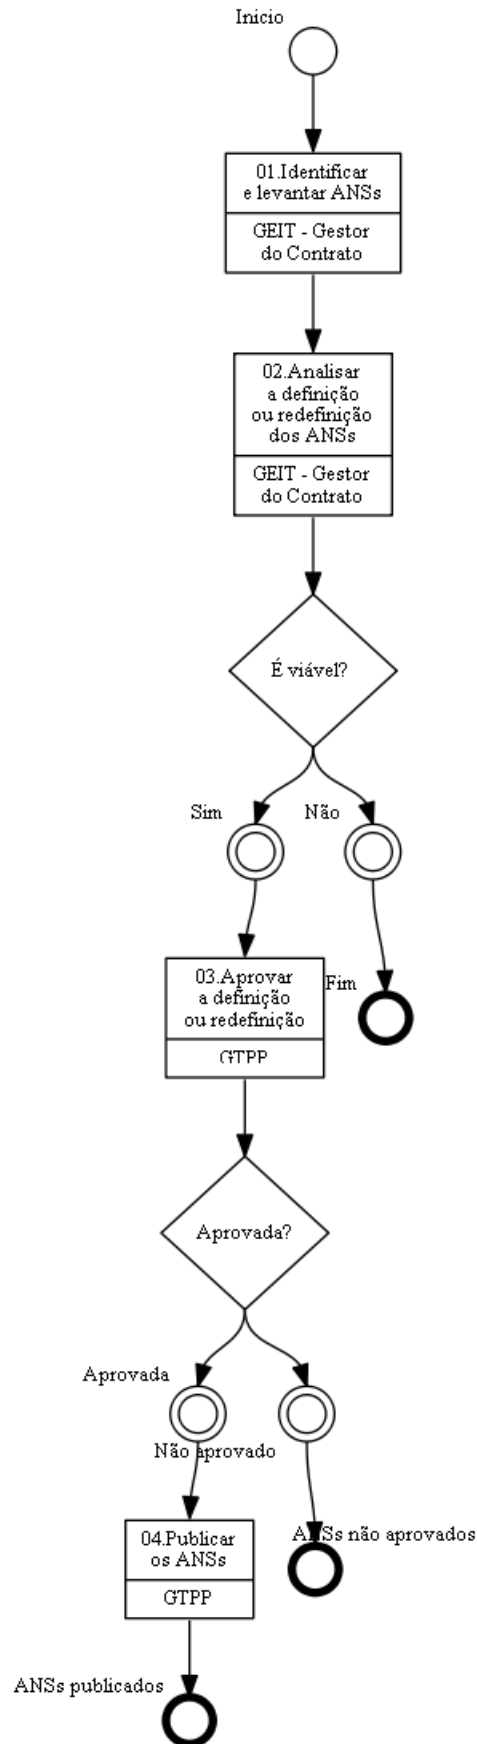 Inicio
01.Identificar
e levantar ANSs
GEIT - Gestor
do Contrato
02.Analisar
a definição
ou redefinição
dos ANSs
GEIT - Gestor
do Contrato
É viável?
Sim
Não
03.Aprovar
a definição
ou redefinição
GTPP
Fim
Aprovada?
Aprovada
Não aprovado
04.Publicar
os ANSs
GTPP
ANSs não aprovados
ANSs publicados